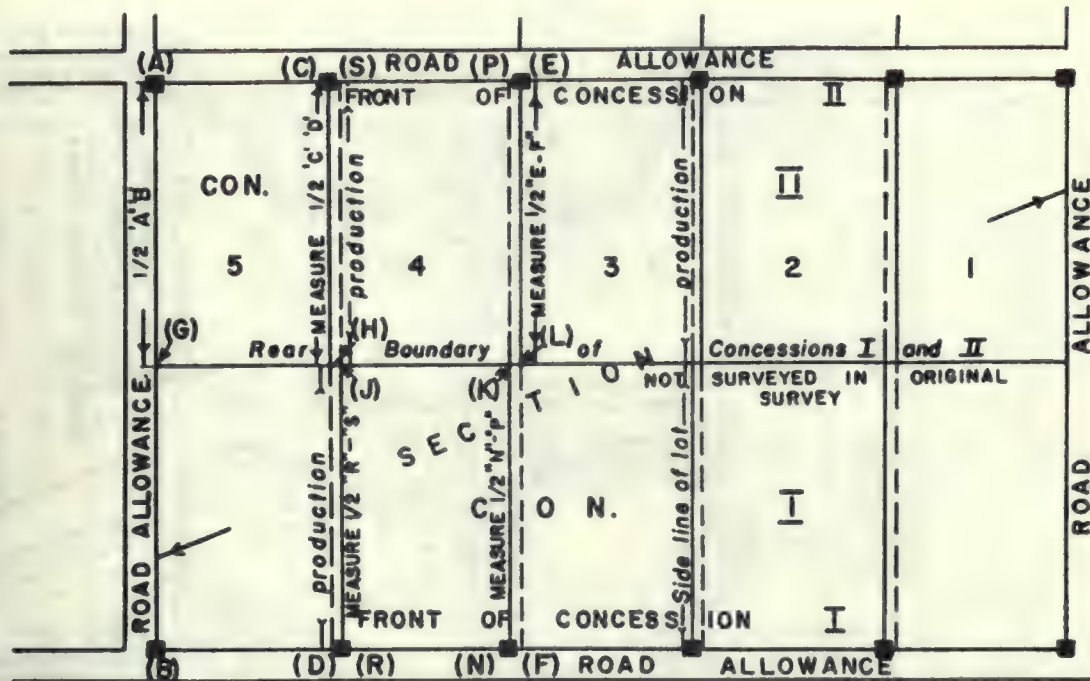 (A) (C) (S) ROAD (P) (E) ALLOWANCE
FRONT OF CONCESSION II
1/2 'A' 'B'
MEASURE 1/2 'C' 'D'
production
MEASURE 1/2 "E-F"
production
CON. II
5 4 3 2 1
ROAD ALLOWANCE
(G) (H) (L)
Rear Boundary of Concessions I and II
(J) (K) NOT SURVEYED IN ORIGINAL
SURVEY
SECTION
ROAD ALLOWANCE
production
MEASURE 1/2 "R"-"S"
MEASURE 1/2 "N"-"P"
Side line of lot
CON. I
FRONT OF CONCESSION I
(B) (D) (R) (N) (F) ROAD ALLOWANCE